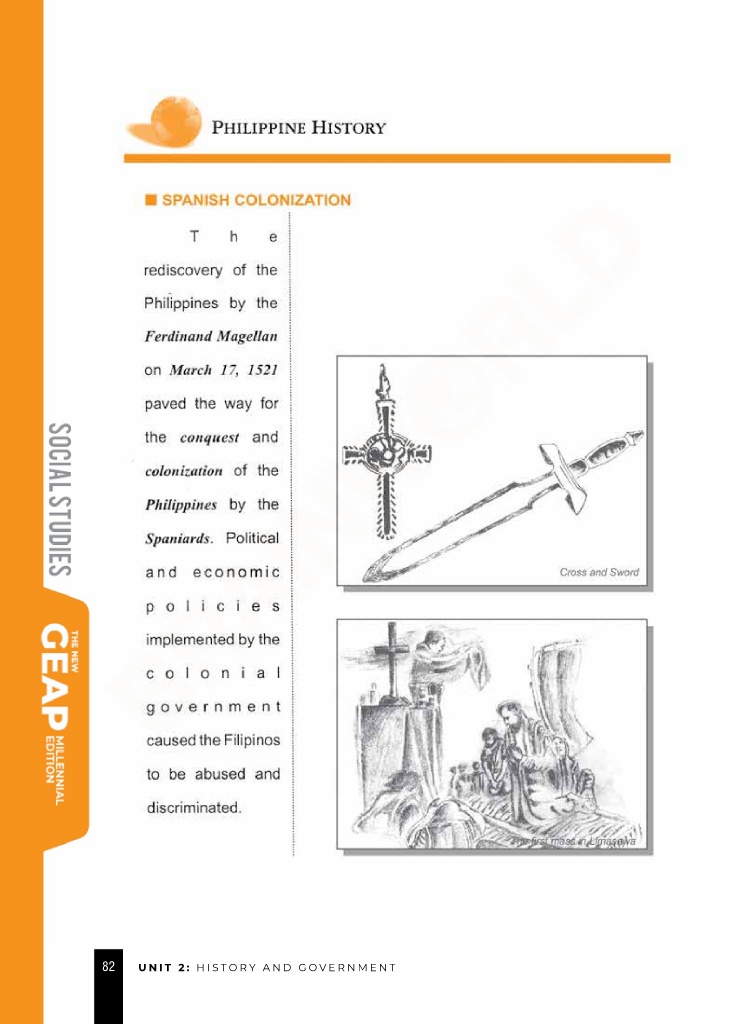 PHILIPPINE HISTORY
SPANISH COLONIZATION
The
rediscovery of the
Philippines by the
Ferdinand Magellan
on March 17, 1521
paved the way for
the conquest and
colonization of the
Philippines by the
Spaniards. Political
and economic
policies
implemented by the
colonial
government
caused the Filipinos
to be abused and
discriminated.
Cross and Sword
The first mass in Limasawa
SOCIAL STUDIES
THE NEW
GEAP
MILLENNIAL
EDITION
82
UNIT 2: HISTORY AND GOVERNMENT